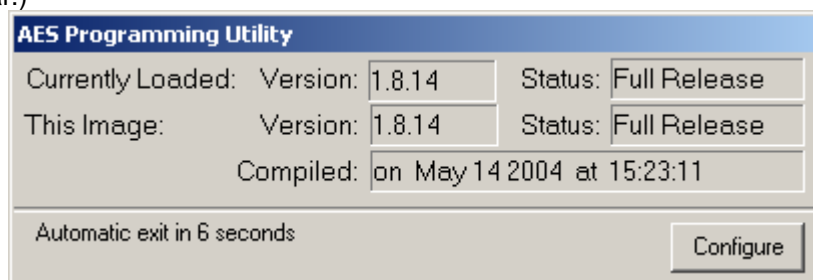 AES Programming Utility
Currently Loaded: Version: 1.8.14 Status: Full Release
This Image: Version: 1.8.14 Status: Full Release
Compiled: on May 14 2004 at 15:23:11
Automatic exit in 6 seconds
Configure